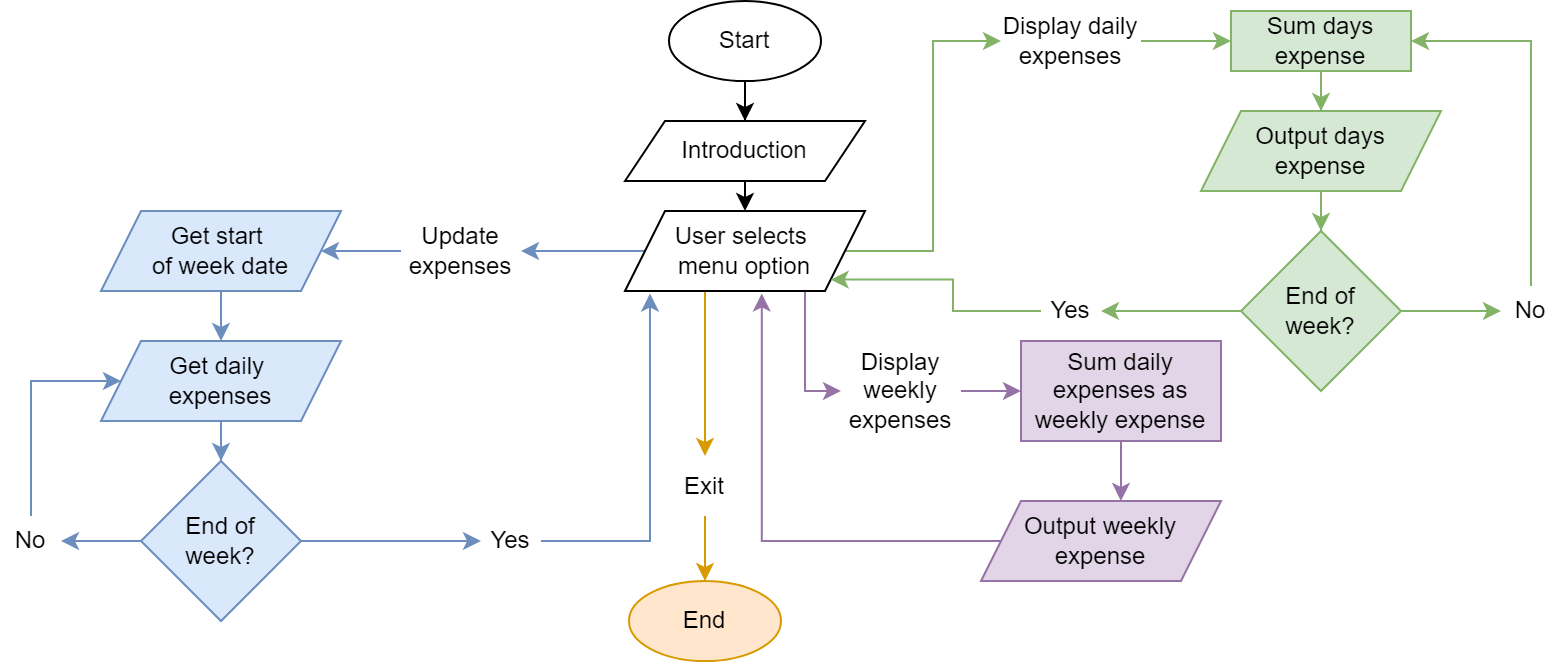 Start
Introduction
User selects
menu option
Display daily
expenses
Sum days
expense
Output days
expense
End of
week?
No
Yes
Update
expenses
Get start
of week date
Get daily
expenses
End of
week?
No
Yes
Display
weekly
expenses
Sum daily
expenses as
weekly expense
Output weekly
expense
Exit
End